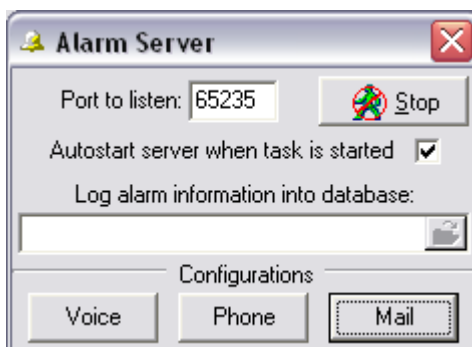 Alarm Server
Port to listen: 65235 Stop
Autostart server when task is started
Log alarm information into database:
Configurations
Voice Phone Mail